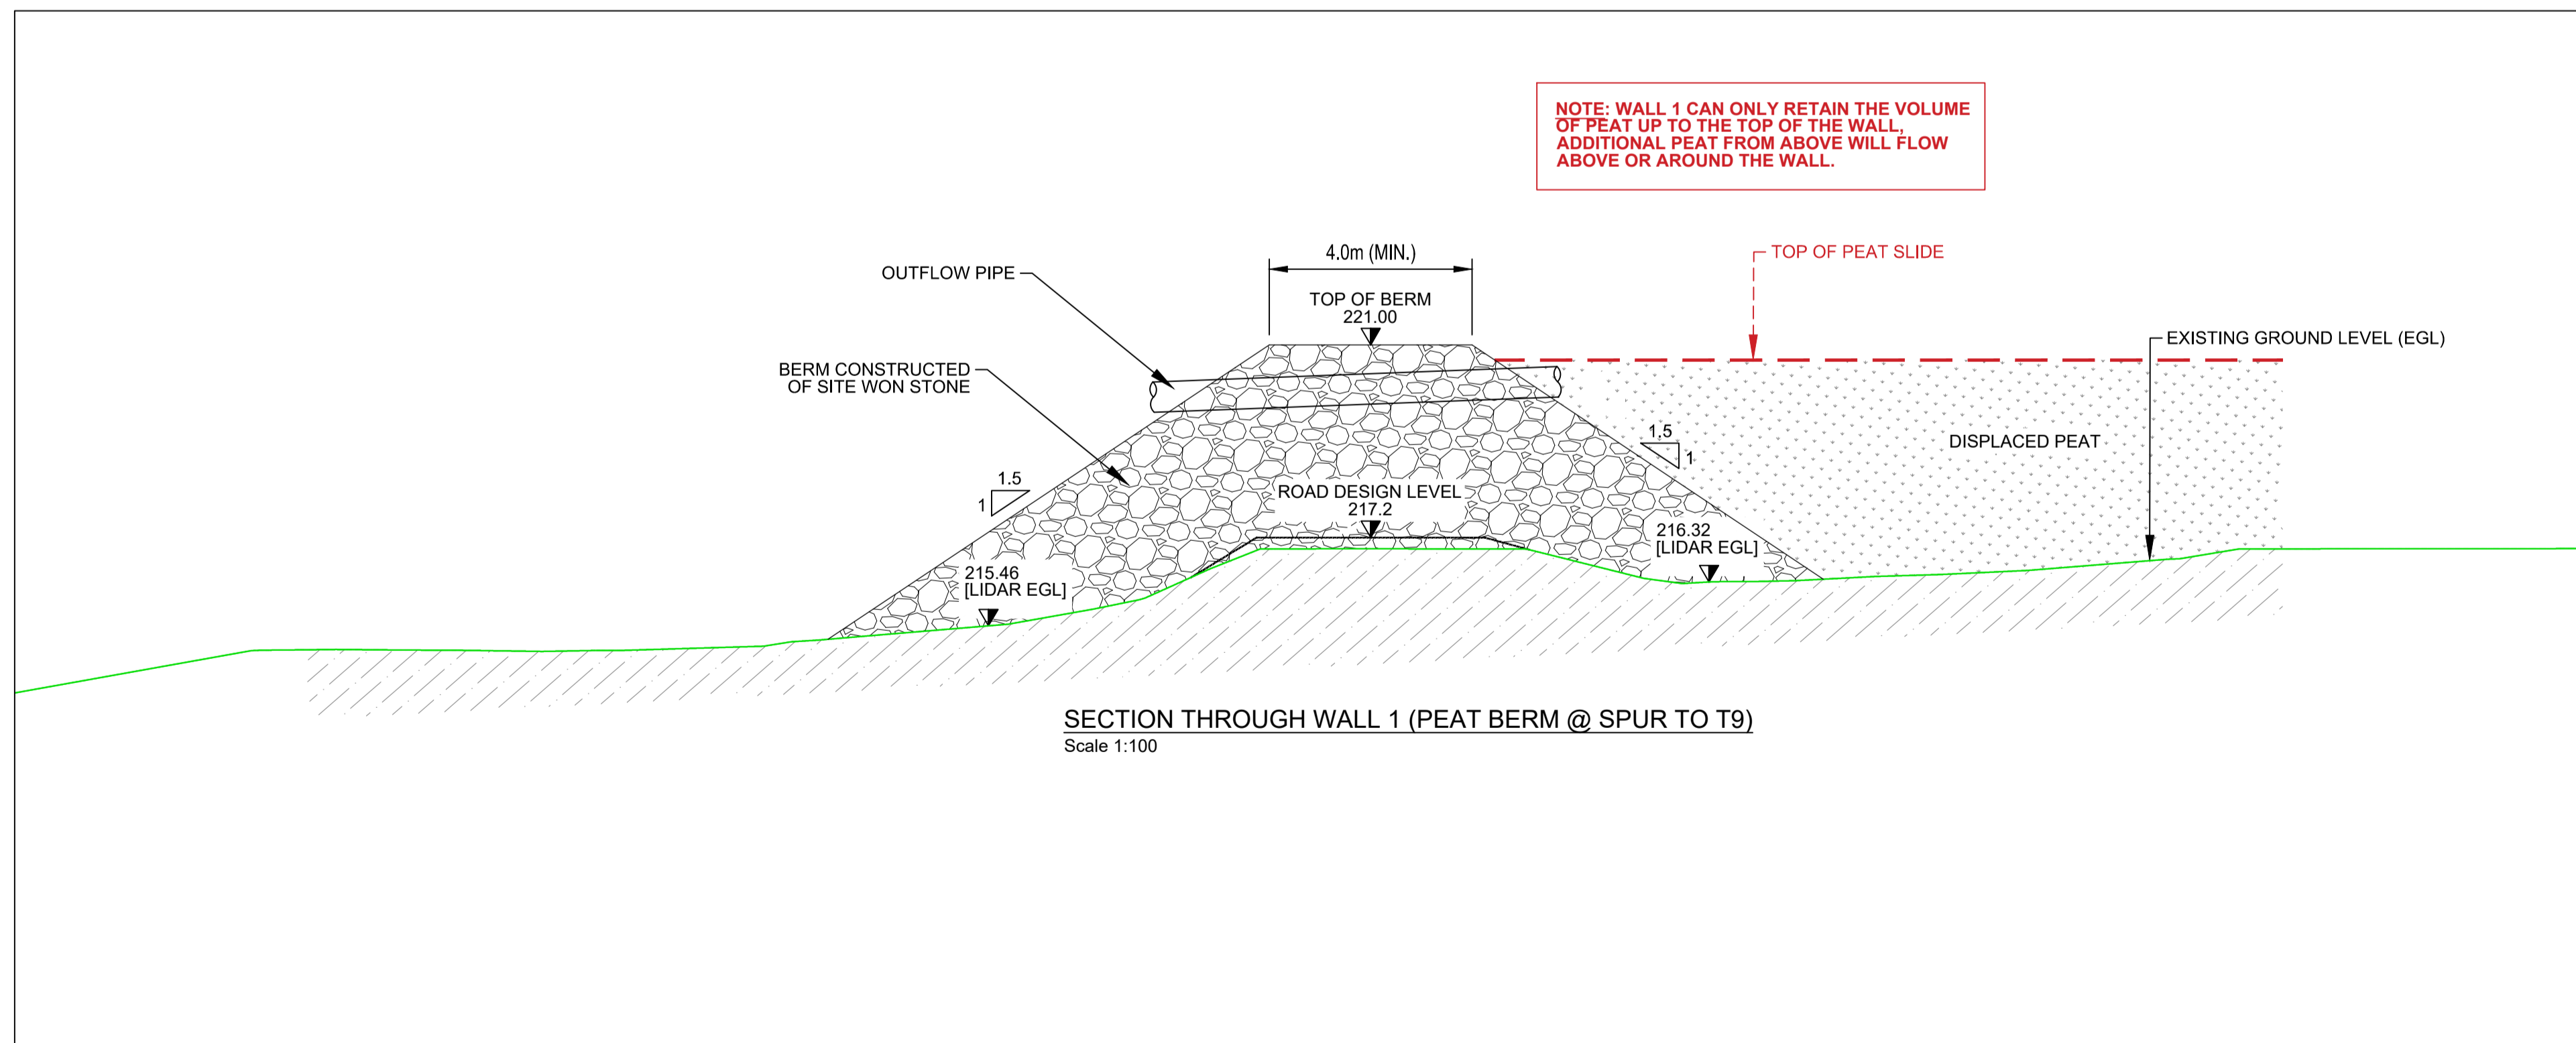 NOTE: WALL 1 CAN ONLY RETAIN THE VOLUME
OF PEAT UP TO THE TOP OF THE WALL,
ADDITIONAL PEAT FROM ABOVE WILL FLOW
ABOVE OR AROUND THE WALL.
4.0m (MIN.)
TOP OF PEAT SLIDE
OUTFLOW PIPE
TOP OF BERM
221.00
EXISTING GROUND LEVEL (EGL)
BERM CONSTRUCTED
OF SITE WON STONE
1.5
1
DISPLACED PEAT
1.5
1
ROAD DESIGN LEVEL
217.2
216.32
[LIDAR EGL]
215.46
[LIDAR EGL]
SECTION THROUGH WALL 1 (PEAT BERM @ SPUR TO T9)
Scale 1:100